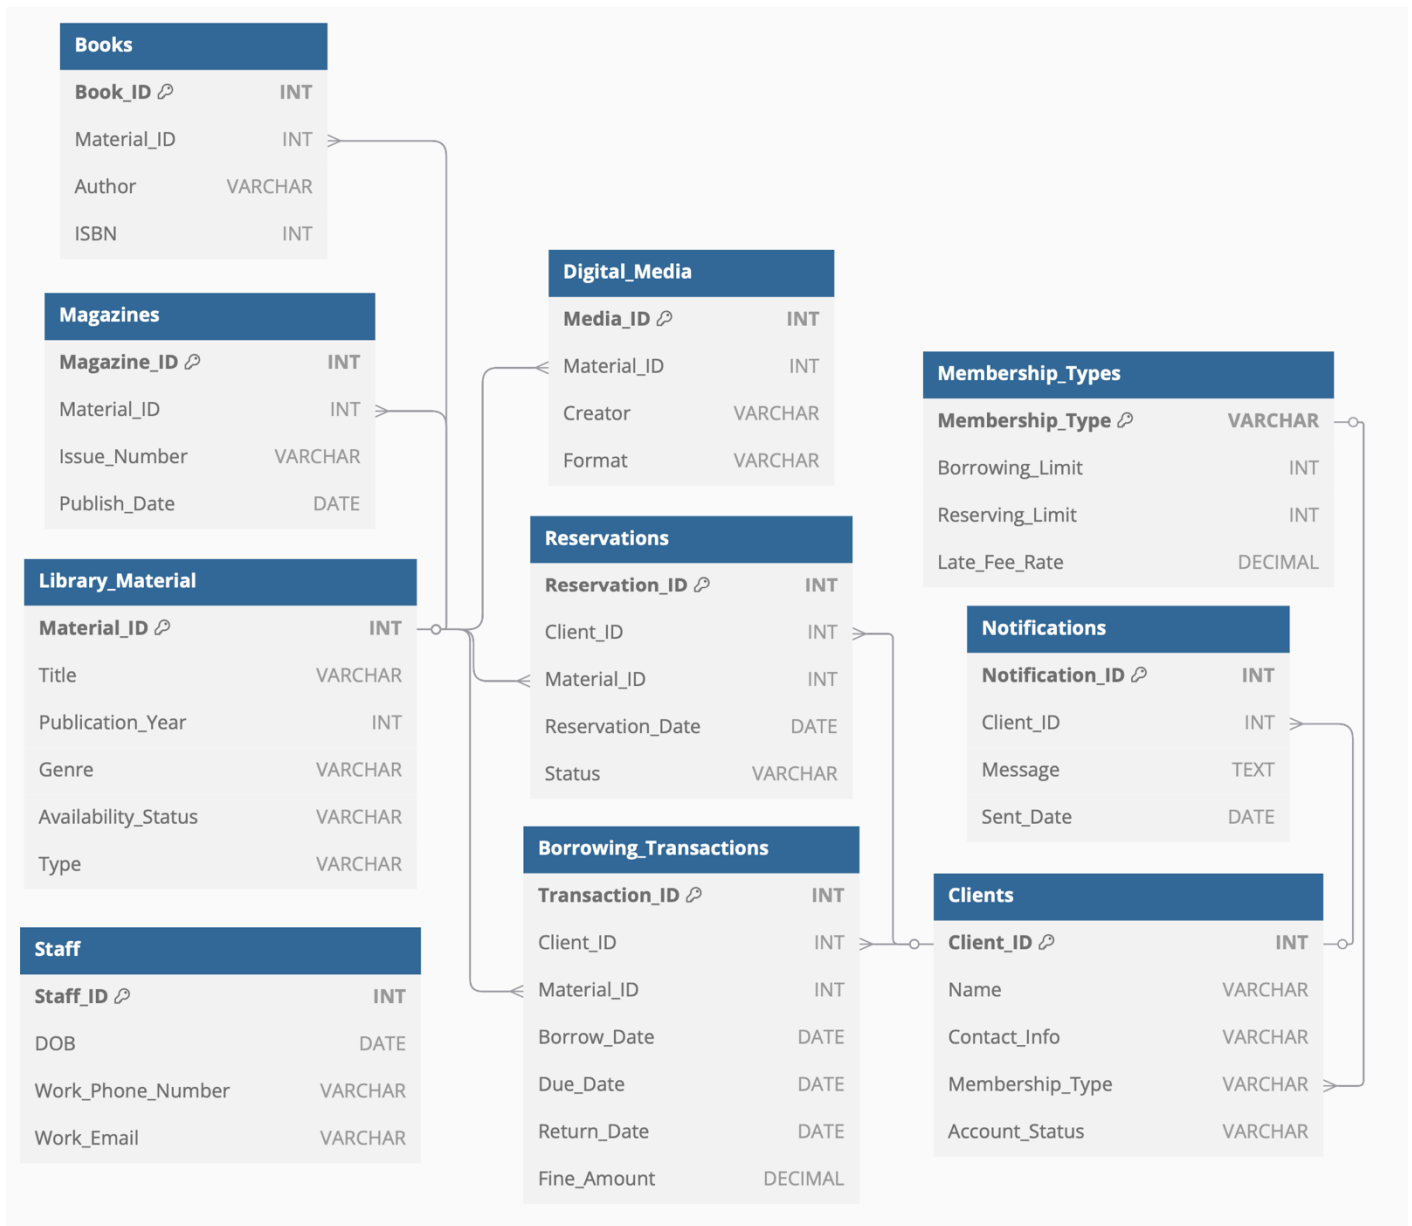 Books
Book_ID INT
Material_ID INT
Author VARCHAR
ISBN INT
Magazines
Magazine_ID INT
Material_ID INT
Issue_Number VARCHAR
Publish_Date DATE
Library_Material
Material_ID INT
Title VARCHAR
Publication_Year INT
Genre VARCHAR
Availability_Status VARCHAR
Type VARCHAR
Staff
Staff_ID INT
DOB DATE
Work_Phone_Number VARCHAR
Work_Email VARCHAR
Digital_Media
Media_ID INT
Material_ID INT
Creator VARCHAR
Format VARCHAR
Reservations
Reservation_ID INT
Client_ID INT
Material_ID INT
Reservation_Date DATE
Status VARCHAR
Borrowing_Transactions
Transaction_ID INT
Client_ID INT
Material_ID INT
Borrow_Date DATE
Due_Date DATE
Return_Date DATE
Fine_Amount DECIMAL
Membership_Types
Membership_Type VARCHAR
Borrowing_Limit INT
Reserving_Limit INT
Late_Fee_Rate DECIMAL
Notifications
Notification_ID INT
Client_ID INT
Message TEXT
Sent_Date DATE
Clients
Client_ID INT
Name VARCHAR
Contact_Info VARCHAR
Membership_Type VARCHAR
Account_Status VARCHAR